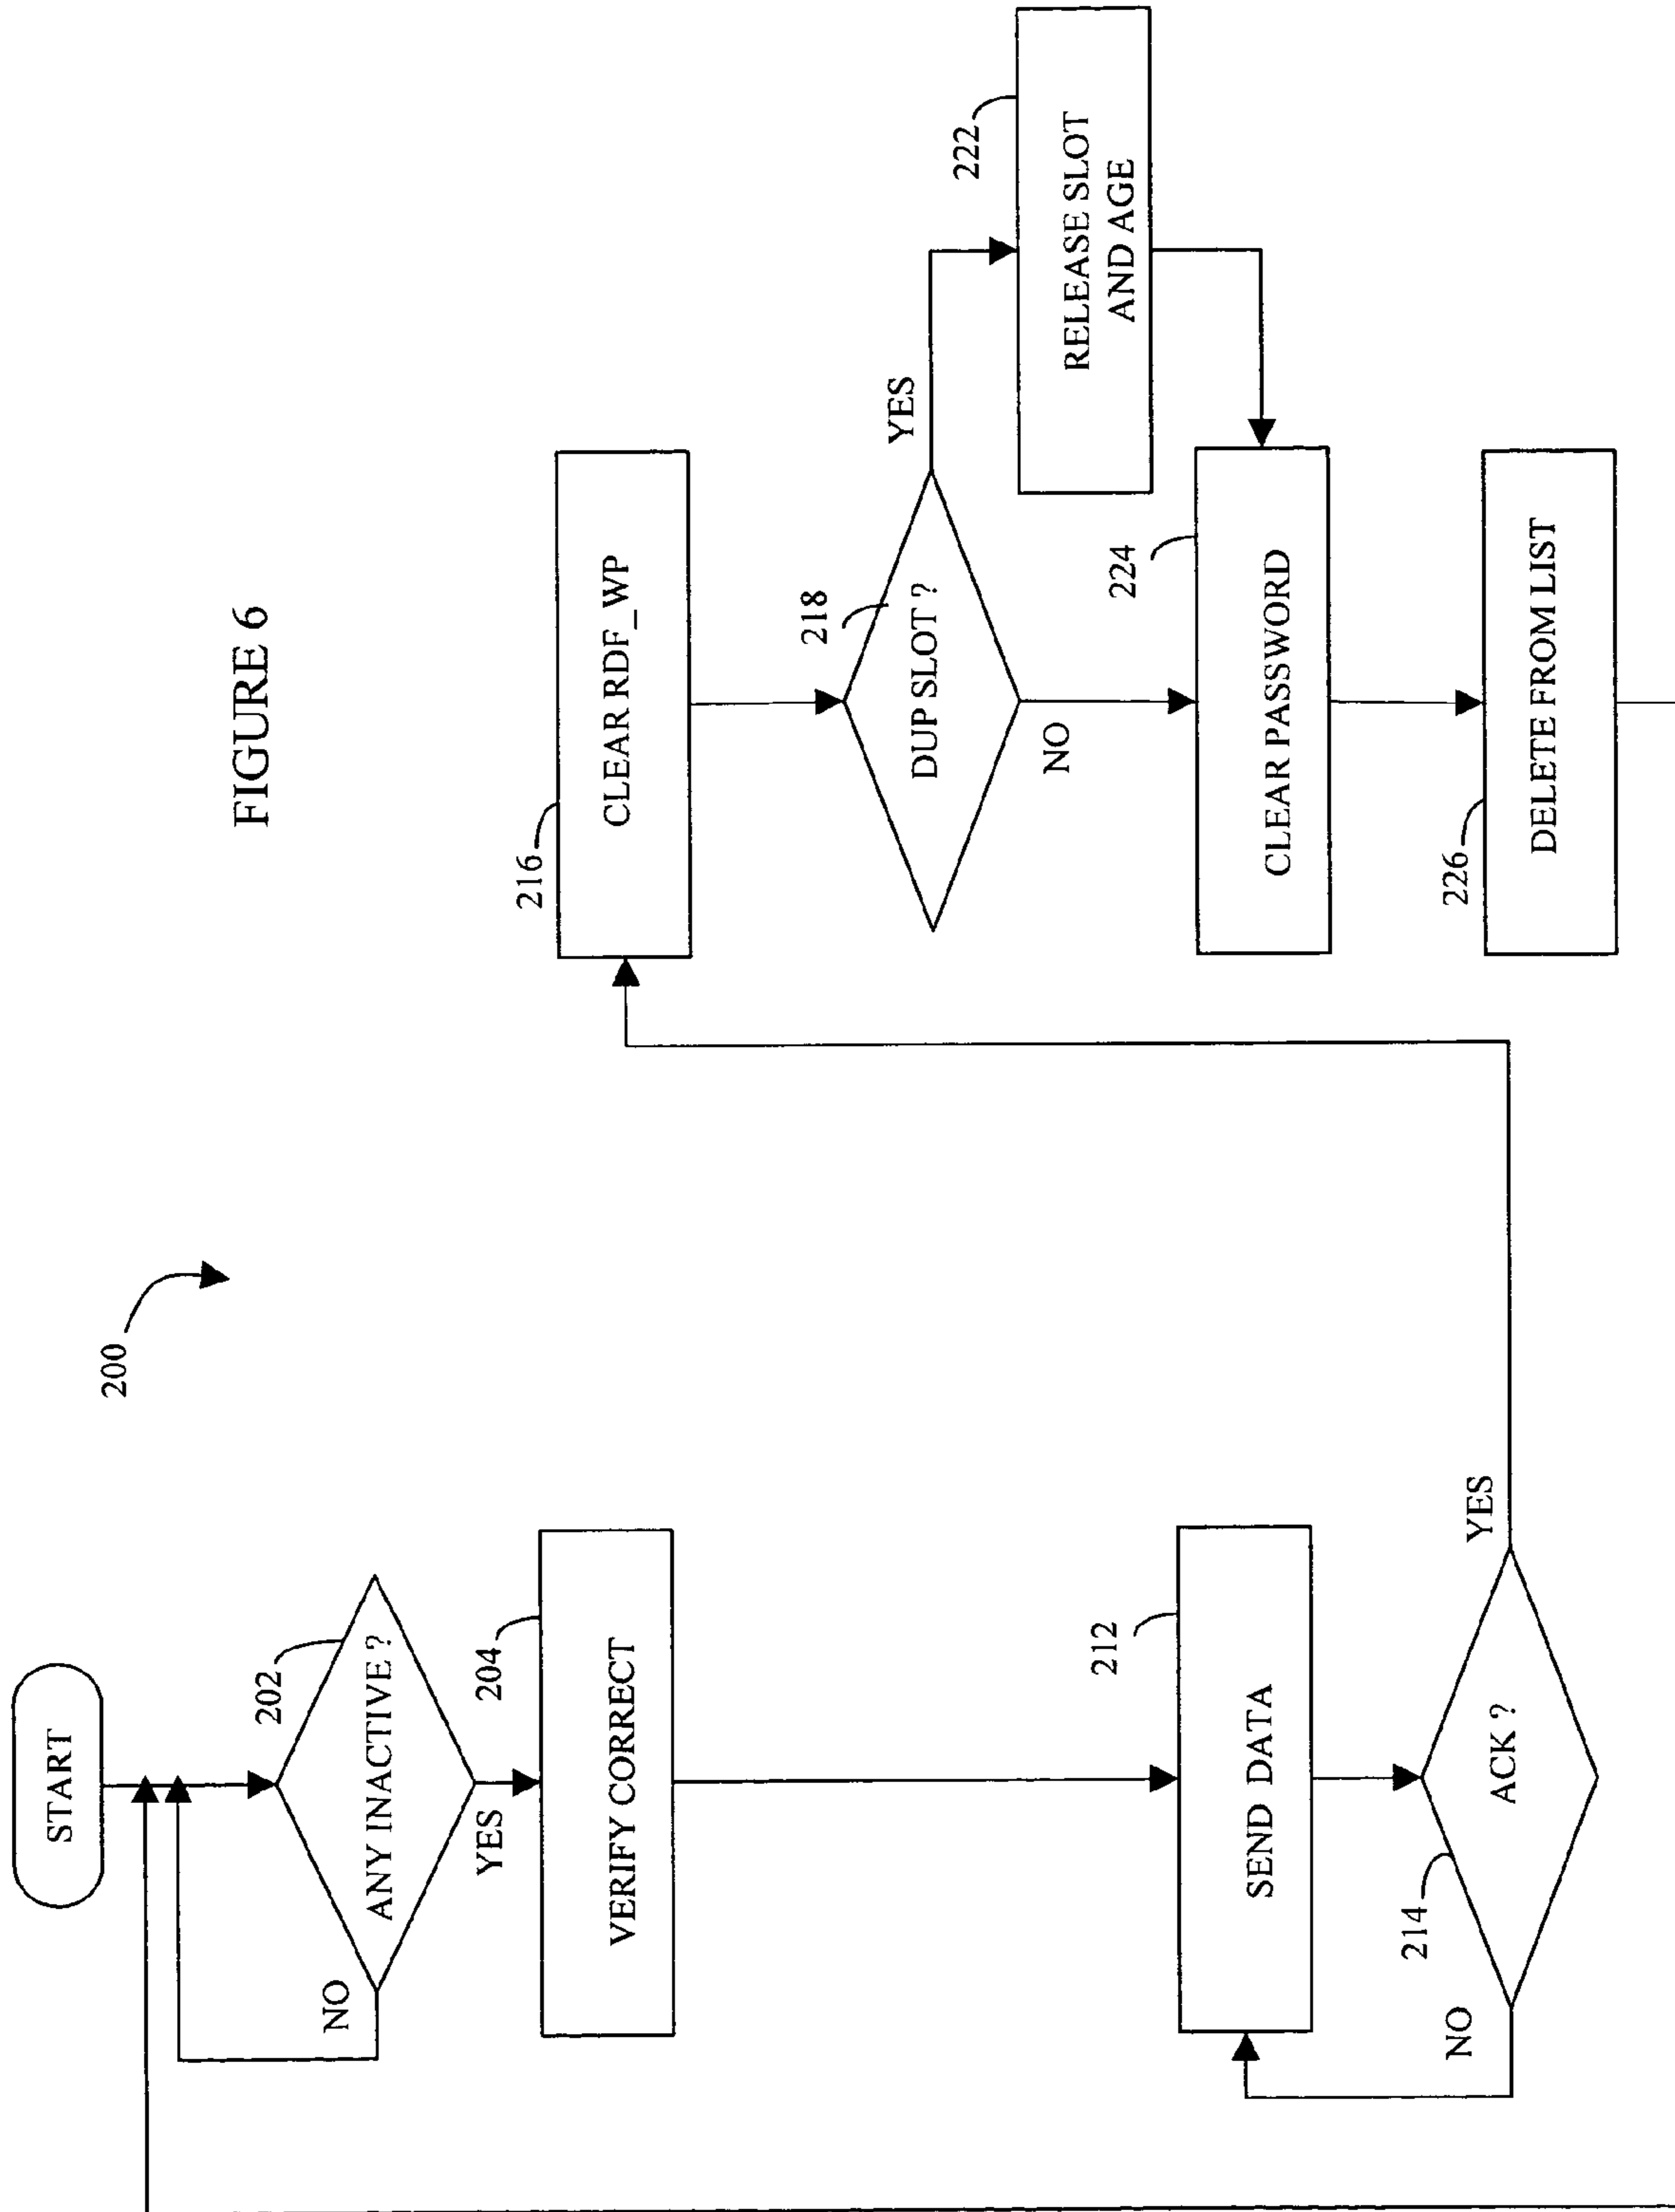 FIGURE 6
200
START
202
ANY INACTIVE ?
NO
YES
204
VERIFY CORRECT
212
SEND DATA
214
ACK ?
NO
YES
216
CLEAR RDF_WP
218
DUP SLOT ?
YES
NO
222
RELEASE SLOT
AND AGE
224
CLEAR PASSWORD
226
DELETE FROM LIST